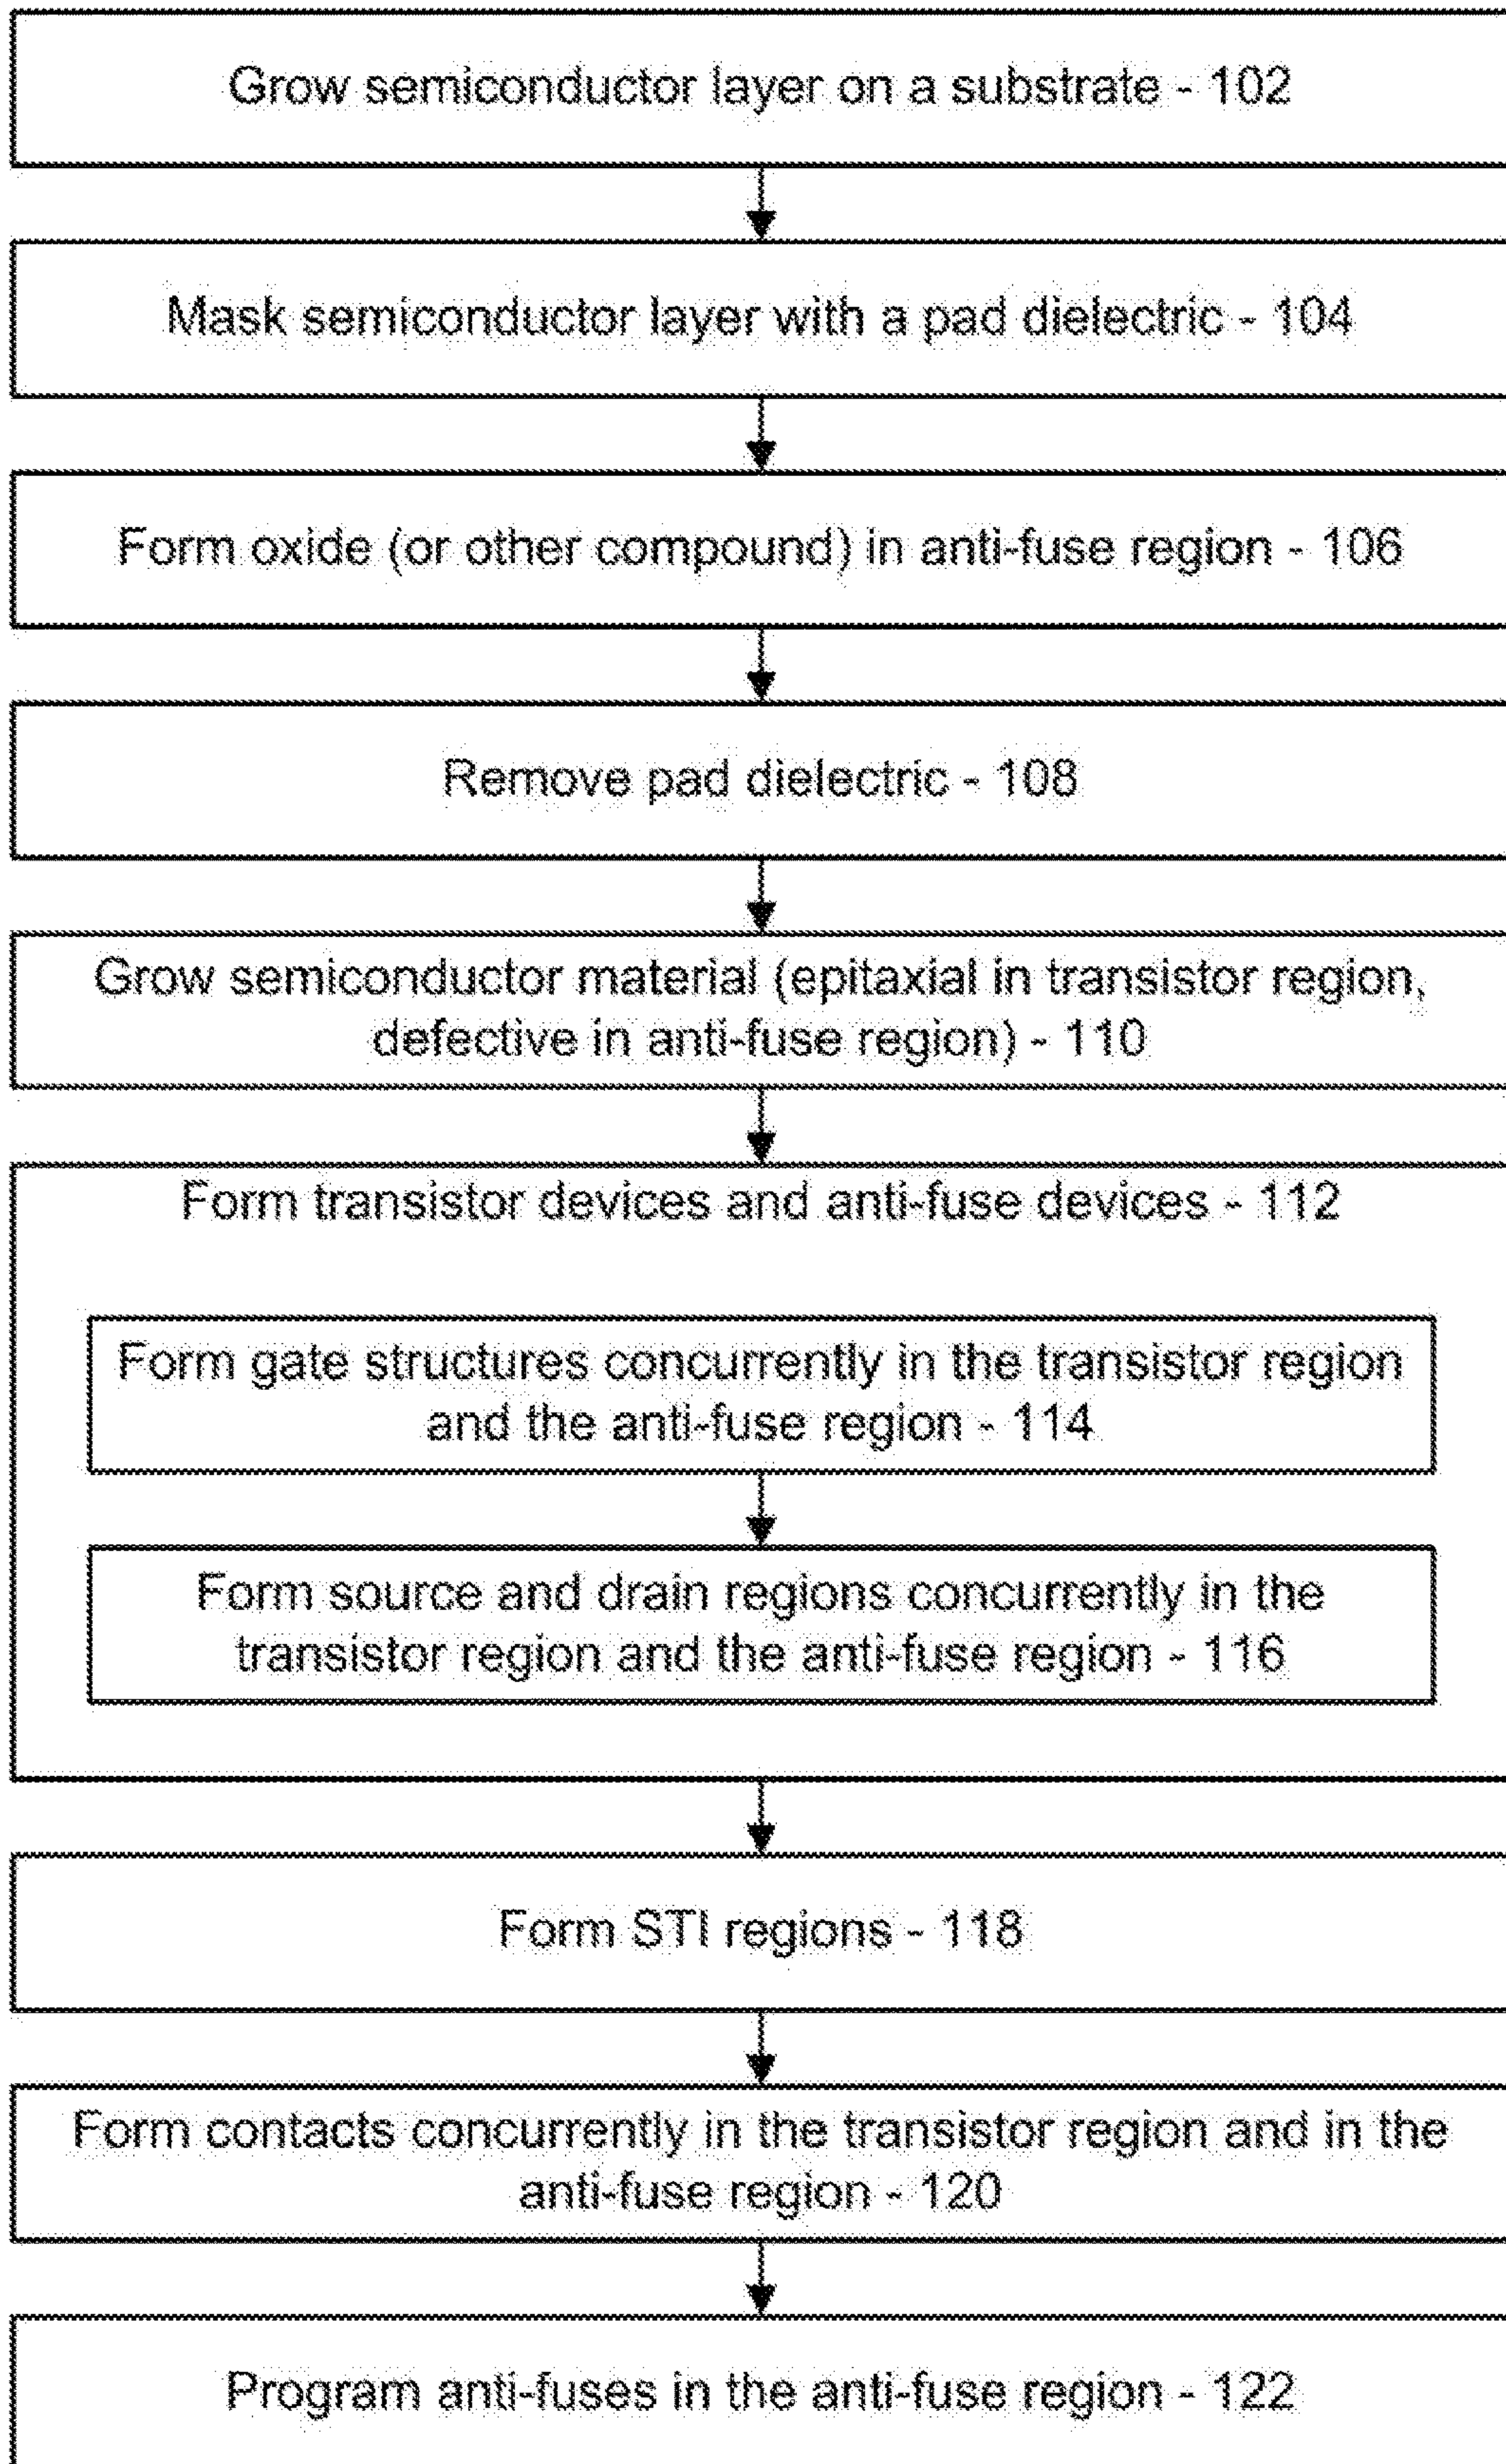 Grow semiconductor layer on a substrate - 102
Mask semiconductor layer with a pad dielectric - 104
Form oxide (or other compound) in anti-fuse region - 106
Remove pad dielectric - 108
Grow semiconductor material (epitaxial in transistor region,
defective in anti-fuse region) - 110
Form transistor devices and anti-fuse devices - 112
Form gate structures concurrently in the transistor region
and the anti-fuse region - 114
Form source and drain regions concurrently in the
transistor region and the anti-fuse region - 116
Form STI regions - 118
Form contacts concurrently in the transistor region and in the
anti-fuse region - 120
Program anti-fuses in the anti-fuse region - 122